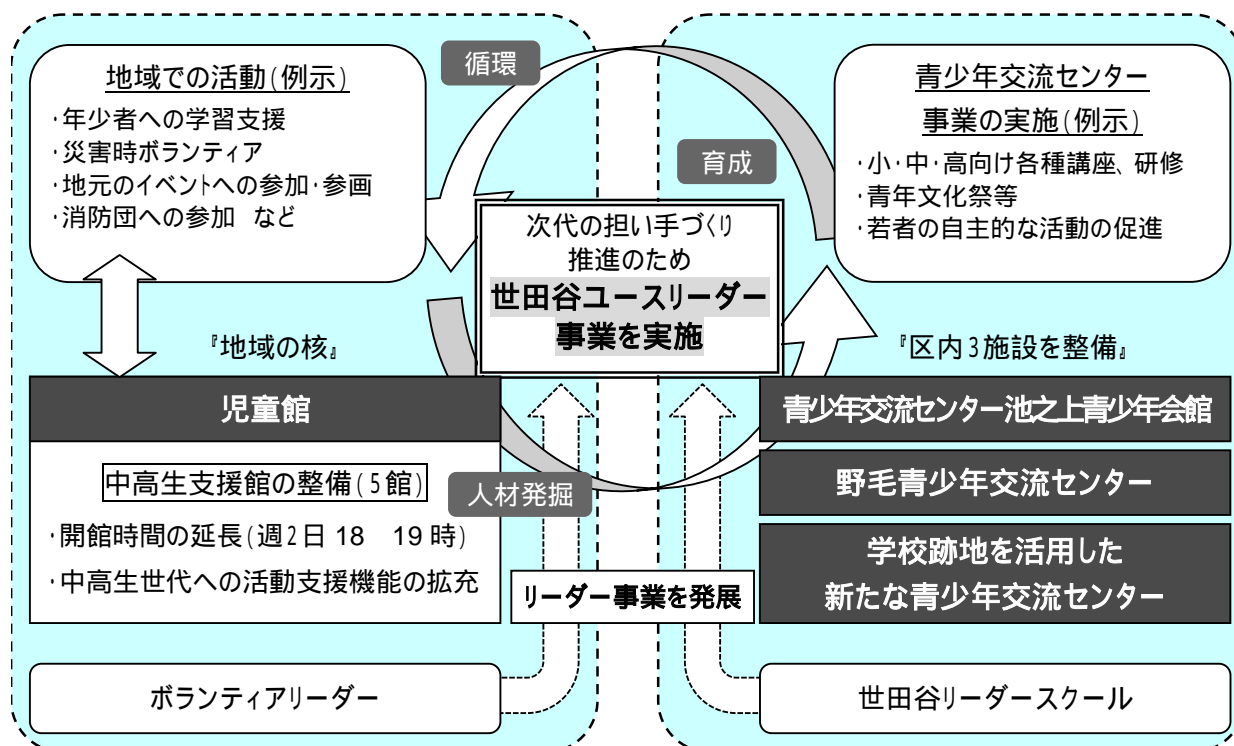 循環
地域での活動(例示)
・年少者への学習支援
・災害時ボランティア
・地元のイベントへの参加・参画
・消防団への参加 など
青少年交流センター
事業の実施(例示)
・小・中・高向け各種講座、研修
・青年文化祭等
・若者の自主的な活動の促進
育成
次代の担い手づくり
推進のため
世田谷ユースリーダー
事業を実施
『地域の核』
『区内3施設を整備』
児童館
中高生支援館の整備(5館)
・開館時間の延長(週2日 18 19 時)
・中高生世代への活動支援機能の拡充
人材発掘
青少年交流センター池之上青少年会館
野毛青少年交流センター
学校跡地を活用した
新たな青少年交流センター
リーダー事業を発展
ボランティアリーダー
世田谷リーダースクール